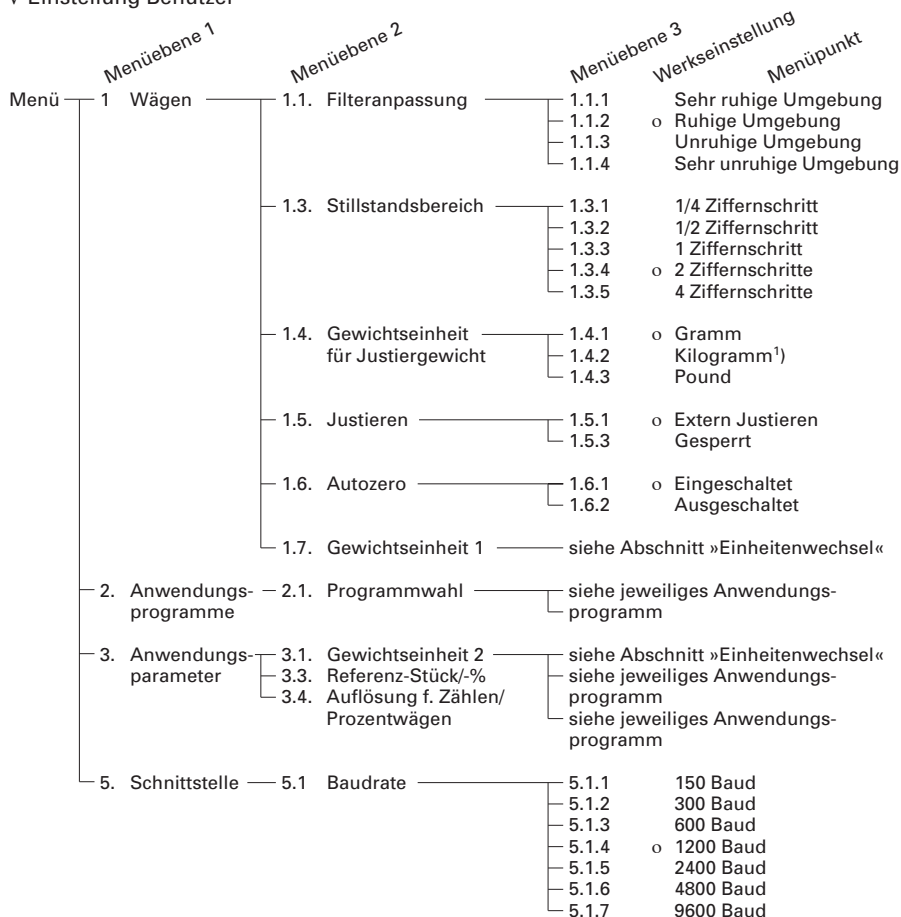 Einstellung Benutzer
Menüebene 1 Menüebene 2 Menüebene 3 Werkseinstellung Menüpunkt
Menü 1 Wägen 1.1. Filteranpassung 1.1.1 Sehr ruhige Umgebung
1.1.2 o Ruhige Umgebung
1.1.3 Unruhige Umgebung
1.1.4 Sehr unruhige Umgebung
1.3. Stillstandsbereich 1.3.1 1/4 Ziffernschritt
1.3.2 1/2 Ziffernschritt
1.3.3 1 Ziffernschritt
1.3.4 o 2 Ziffernschritte
1.3.5 4 Ziffernschritte
1.4. Gewichtseinheit 1.4.1 o Gramm
für Justiergewicht 1.4.2 Kilogramm¹)
1.4.3 Pound
1.5. Justieren 1.5.1 o Extern Justieren
1.5.3 Gesperrt
1.6. Autozero 1.6.1 o Eingeschaltet
1.6.2 Ausgeschaltet
1.7. Gewichtseinheit 1 siehe Abschnitt »Einheitenwechsel«
2. Anwendungs- 2.1. Programmwahl siehe jeweiliges Anwendungs-
programme programm
3. Anwendungs- 3.1. Gewichtseinheit 2 siehe Abschnitt »Einheitenwechsel«
parameter 3.3. Referenz-Stück/-% siehe jeweiliges Anwendungs-
3.4. Auflösung f. Zählen/ programm
Prozentwägen siehe jeweiliges Anwendungs-
programm
5. Schnittstelle 5.1 Baudrate 5.1.1 150 Baud
5.1.2 300 Baud
5.1.3 600 Baud
5.1.4 o 1200 Baud
5.1.5 2400 Baud
5.1.6 4800 Baud
5.1.7 9600 Baud